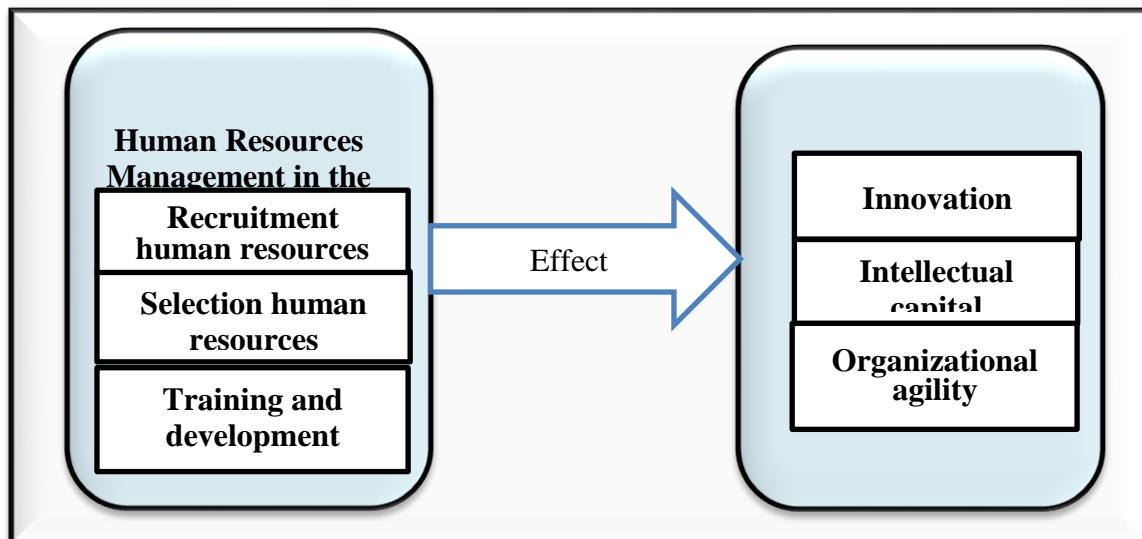 Human Resources
Management in the
Recruitment
human resources
Selection human
resources
Training and
development
Effect
Innovation
Intellectual
capital
Organizational
agility